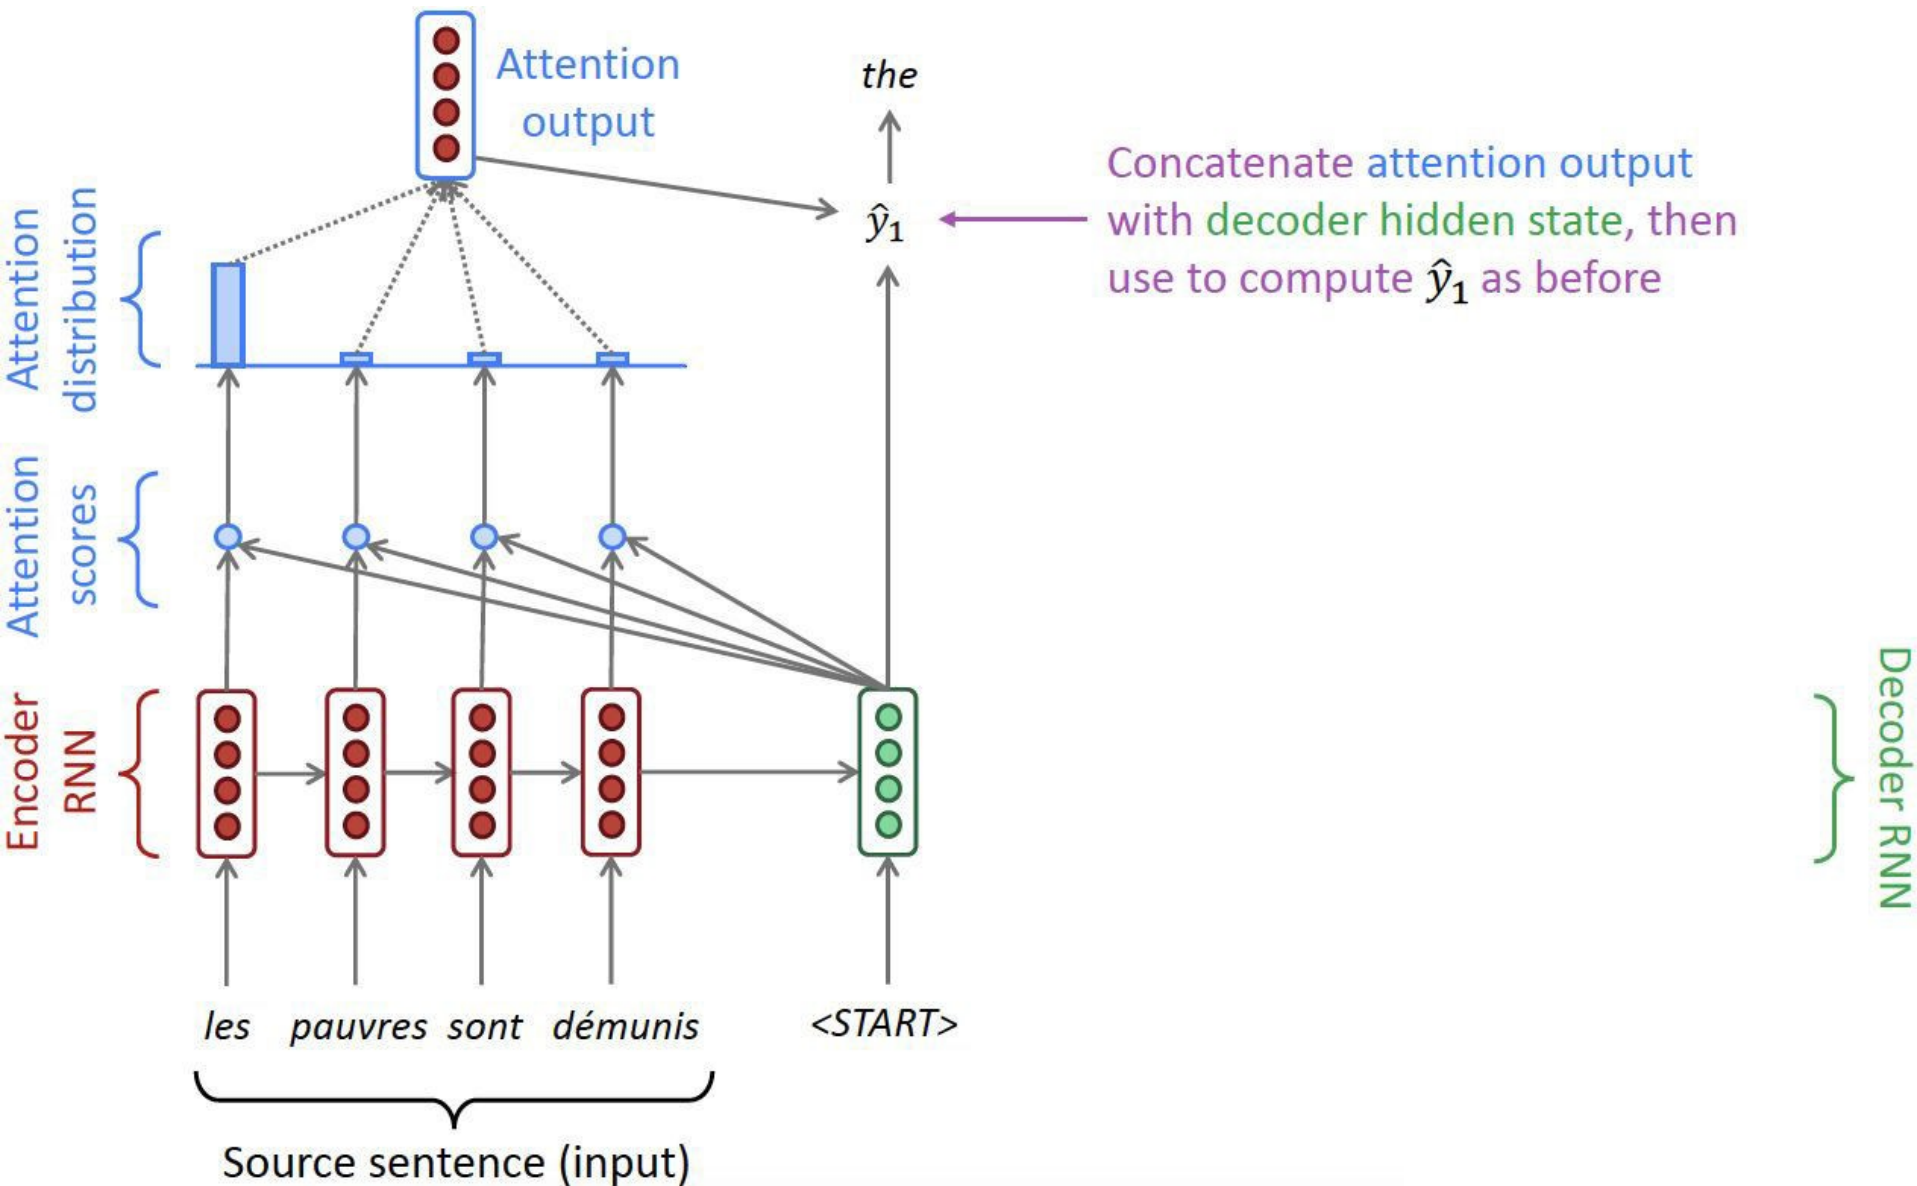 Attention
output
the
Concatenate attention output
with decoder hidden state, then
use to compute ŷ₁ as before
ŷ₁
Attention
distribution
Attention
scores
Encoder
RNN
Decoder RNN
les pauvres sont démunis
<START>
Source sentence (input)